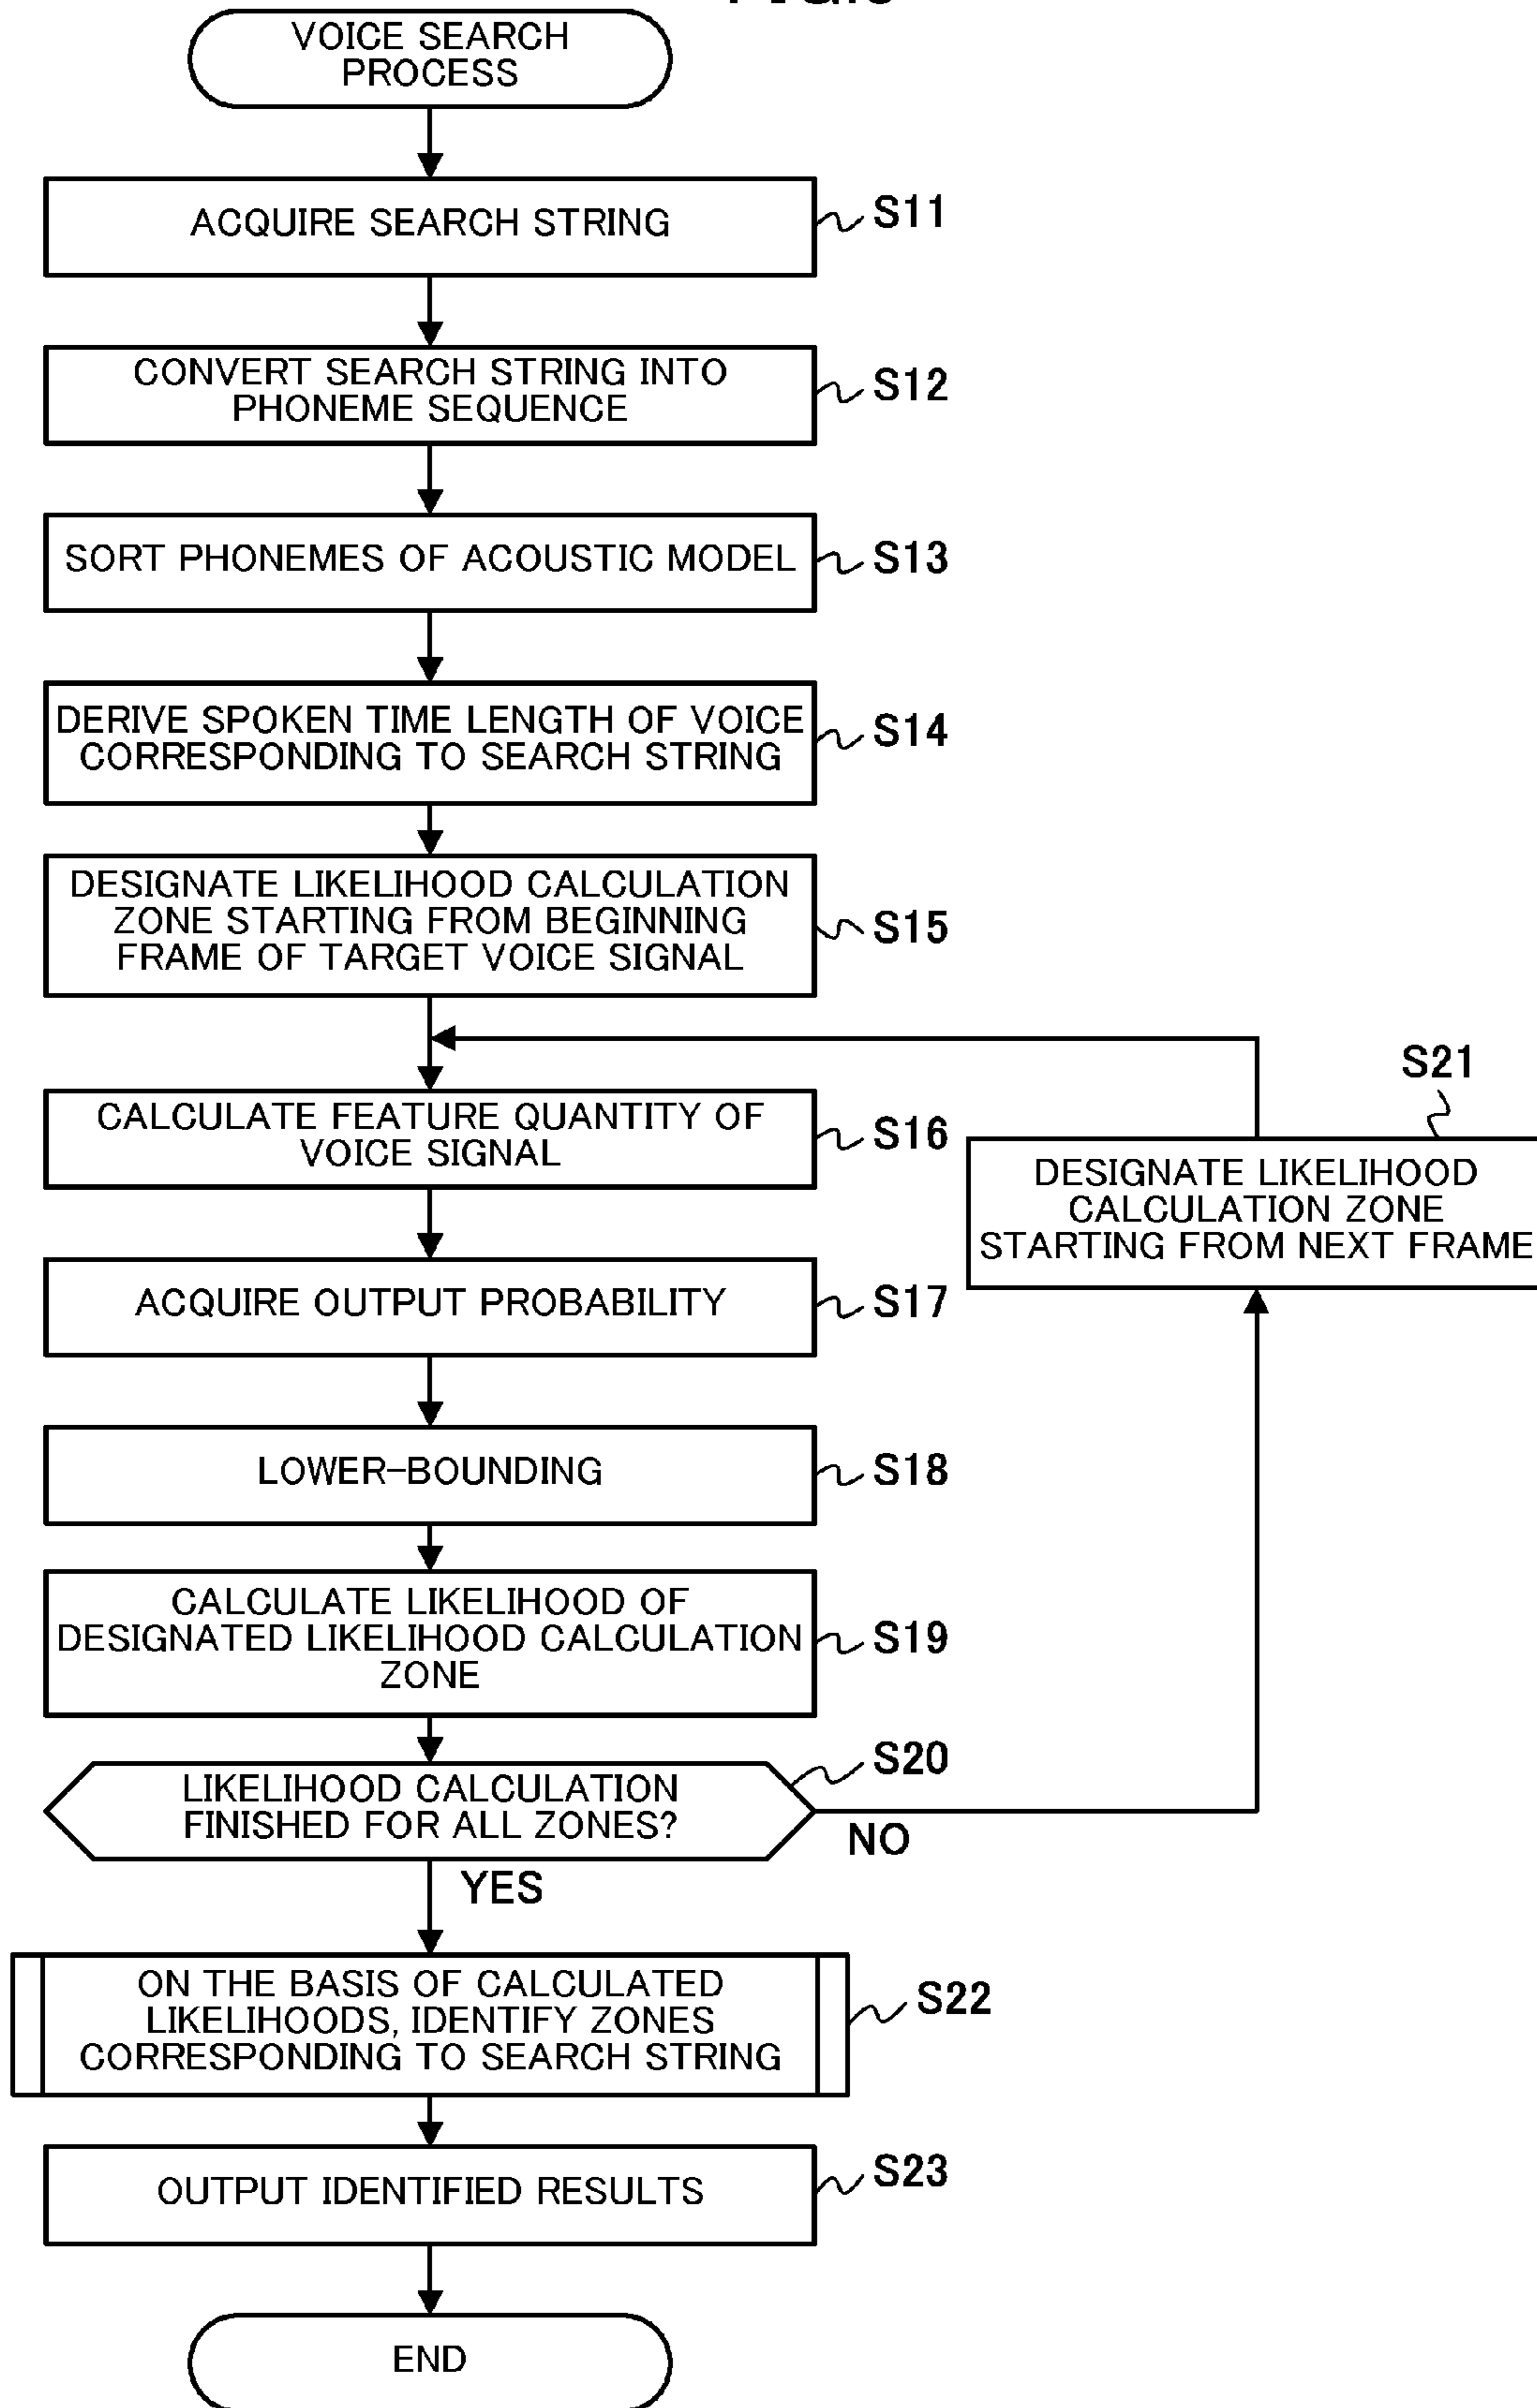 VOICE SEARCH
PROCESS
ACQUIRE SEARCH STRING
S11
CONVERT SEARCH STRING INTO
PHONEME SEQUENCE
S12
SORT PHONEMES OF ACOUSTIC MODEL
S13
DERIVE SPOKEN TIME LENGTH OF VOICE
CORRESPONDING TO SEARCH STRING
S14
DESIGNATE LIKELIHOOD CALCULATION
ZONE STARTING FROM BEGINNING
FRAME OF TARGET VOICE SIGNAL
S15
CALCULATE FEATURE QUANTITY OF
VOICE SIGNAL
S16
S21
DESIGNATE LIKELIHOOD
CALCULATION ZONE
STARTING FROM NEXT FRAME
ACQUIRE OUTPUT PROBABILITY
S17
LOWER-BOUNDING
S18
CALCULATE LIKELIHOOD OF
DESIGNATED LIKELIHOOD CALCULATION
ZONE
S19
LIKELIHOOD CALCULATION
FINISHED FOR ALL ZONES?
S20
NO
YES
ON THE BASIS OF CALCULATED
LIKELIHOODS, IDENTIFY ZONES
CORRESPONDING TO SEARCH STRING
S22
OUTPUT IDENTIFIED RESULTS
S23
END